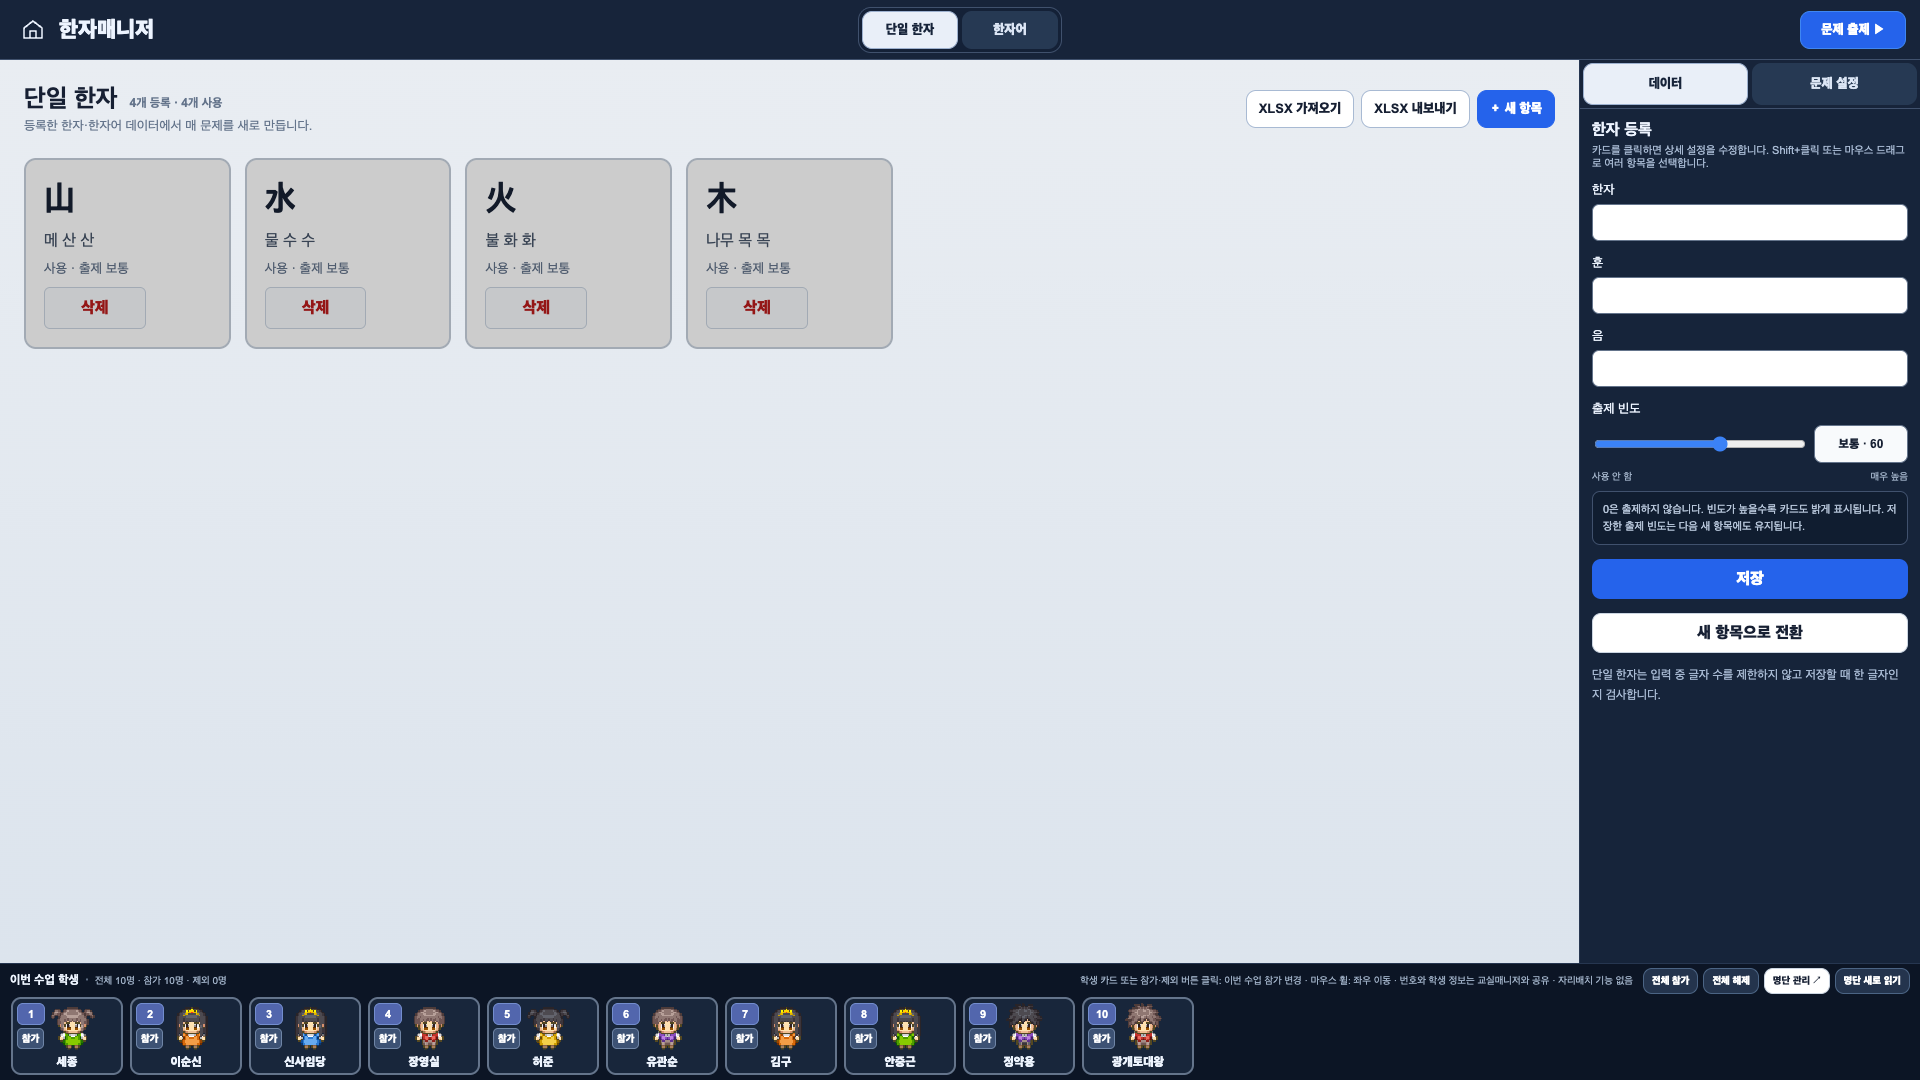 한자매니저
단일 한자
한자어
문제 출제 ▶
단일 한자
4개 등록 · 4개 사용
등록한 한자·한자어 데이터에서 매 문제를 새로 만듭니다.
XLSX 가져오기
XLSX 내보내기
+ 새 항목
山
메 산 산
사용 · 출제 보통
삭제
水
물 수 수
사용 · 출제 보통
삭제
火
불 화 화
사용 · 출제 보통
삭제
木
나무 목 목
사용 · 출제 보통
삭제
데이터
문제 설정
한자 등록
카드를 클릭하면 상세 설정을 수정합니다. Shift+클릭 또는 마우스 드래그
로 여러 항목을 선택합니다.
한자
훈
음
출제 빈도
보통 · 60
사용 안 함
매우 높음
0은 출제하지 않습니다. 빈도가 높을수록 카드도 밝게 표시됩니다. 저
장한 출제 빈도는 다음 새 항목에도 유지됩니다.
저장
새 항목으로 전환
단일 한자는 입력 중 글자 수를 제한하지 않고 저장할 때 한 글자인
지 검사합니다.
이번 수업 학생 · 전체 10명 · 참가 10명 · 제외 0명
학생 카드 또는 참가·제외 버튼 클릭: 이번 수업 참가 변경 · 마우스 휠: 좌우 이동 · 번호와 학생 정보는 교실매니저와 공유 · 자리배치 기능 없음
전체 참가
전체 해제
명단 관리 ↗
명단 새로 읽기
1
참가
세종
2
참가
이순신
3
참가
신사임당
4
참가
장영실
5
참가
허준
6
참가
유관순
7
참가
김구
8
참가
안중근
9
참가
정약용
10
참가
광개토대왕